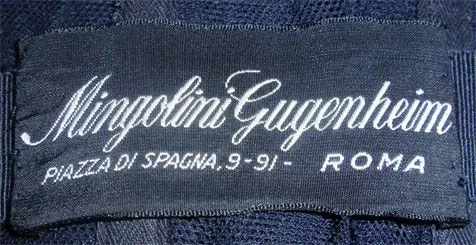 Mingolini Gugenheim
PIAZZA DI SPAGNA, 9-91- ROMA